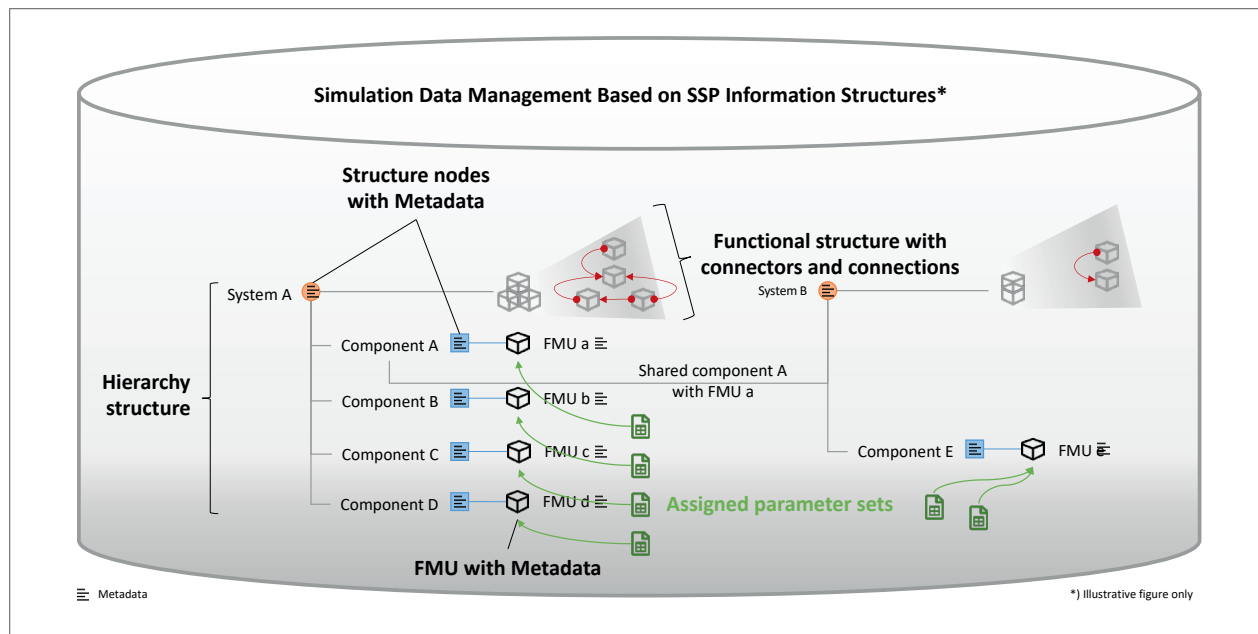 Simulation Data Management Based on SSP Information Structures*
Structure nodes
with Metadata
Functional structure with
connectors and connections
System A
System B
Component A
FMU a
Hierarchy
structure
Shared component A
with FMU a
Component B
FMU b
Component C
FMU c
Component E
FMU e
Component D
FMU d
Assigned parameter sets
FMU with Metadata
Metadata
*) Illustrative figure only